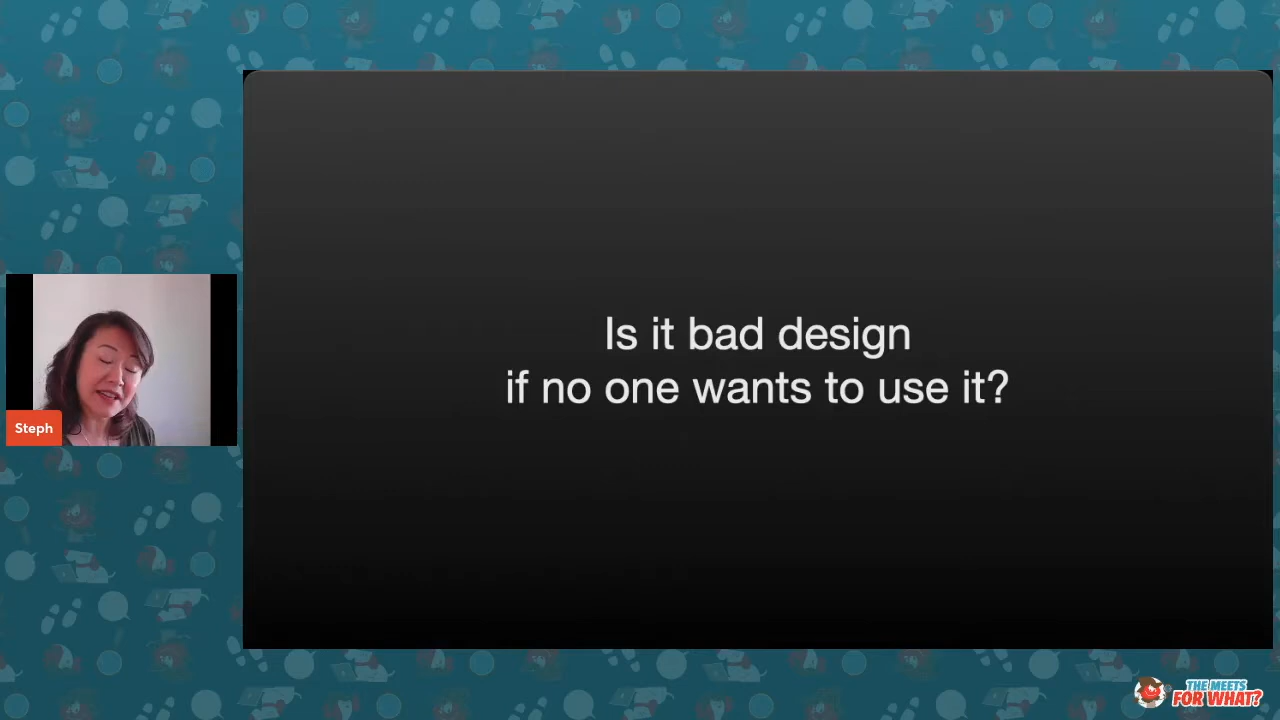 Is it bad design
if no one wants to use it?
Steph
THE MEETS
FOR WHAT?